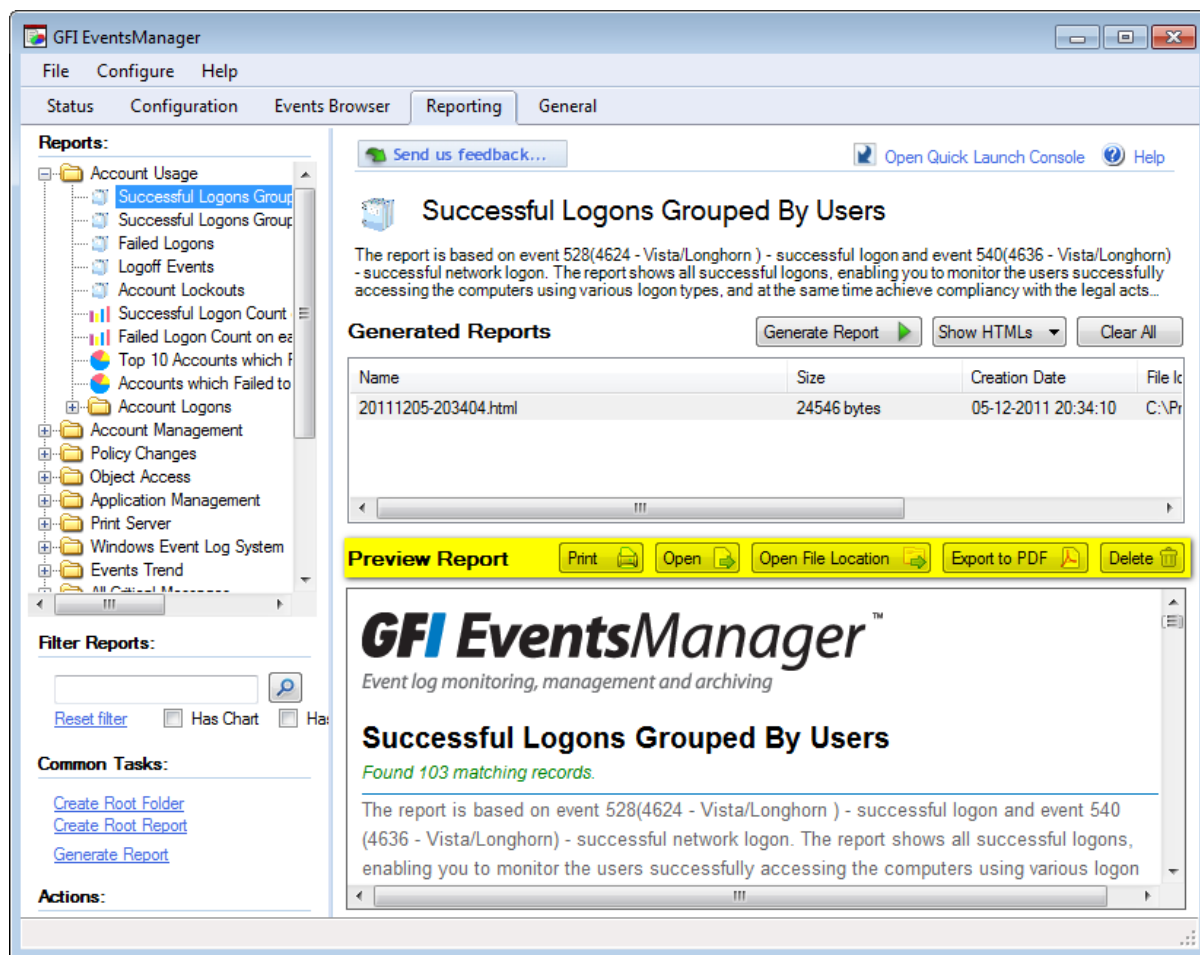 GFI EventsManager
File Configure Help
Status Configuration Events Browser Reporting General
Reports:
Account Usage
Successful Logons Group
Successful Logons Group
Failed Logons
Logoff Events
Account Lockouts
Successful Logon Count
Failed Logon Count on ea
Top 10 Accounts which F
Accounts which Failed to
Account Logons
Account Management
Policy Changes
Object Access
Application Management
Print Server
Windows Event Log System
Events Trend
Filter Reports:
Reset filter Has Chart Has
Common Tasks:
Create Root Folder
Create Root Report
Generate Report
Actions:
Send us feedback...
Open Quick Launch Console Help
Successful Logons Grouped By Users
The report is based on event 528(4624 - Vista/Longhorn ) - successful logon and event 540(4636 - Vista/Longhorn)
- successful network logon. The report shows all successful logons, enabling you to monitor the users successfully
accessing the computers using various logon types, and at the same time achieve compliancy with the legal acts...
Generated Reports Generate Report Show HTMLs Clear All
Name Size Creation Date File lc
20111205-203404.html 24546 bytes 05-12-2011 20:34:10 C:\Pr
Preview Report Print Open Open File Location Export to PDF Delete
GFI EventsManager™
Event log monitoring, management and archiving
Successful Logons Grouped By Users
Found 103 matching records.
The report is based on event 528(4624 - Vista/Longhorn ) - successful logon and event 540
(4636 - Vista/Longhorn) - successful network logon. The report shows all successful logons,
enabling you to monitor the users successfully accessing the computers using various logon